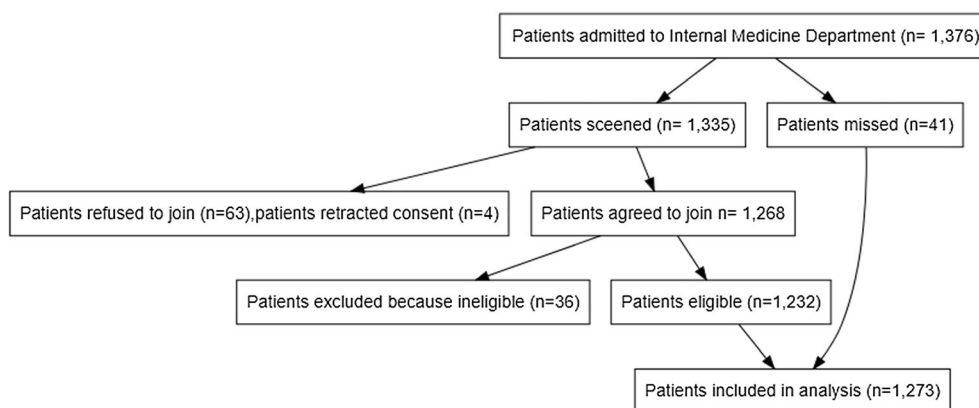 Patients admitted to Internal Medicine Department (n= 1,376)
Patients sceened (n= 1,335)
Patients missed (n=41)
Patients refused to join (n=63),patients retracted consent (n=4)
Patients agreed to join n= 1,268
Patients excluded because ineligible (n=36)
Patients eligible (n=1,232)
Patients included in analysis (n=1,273)